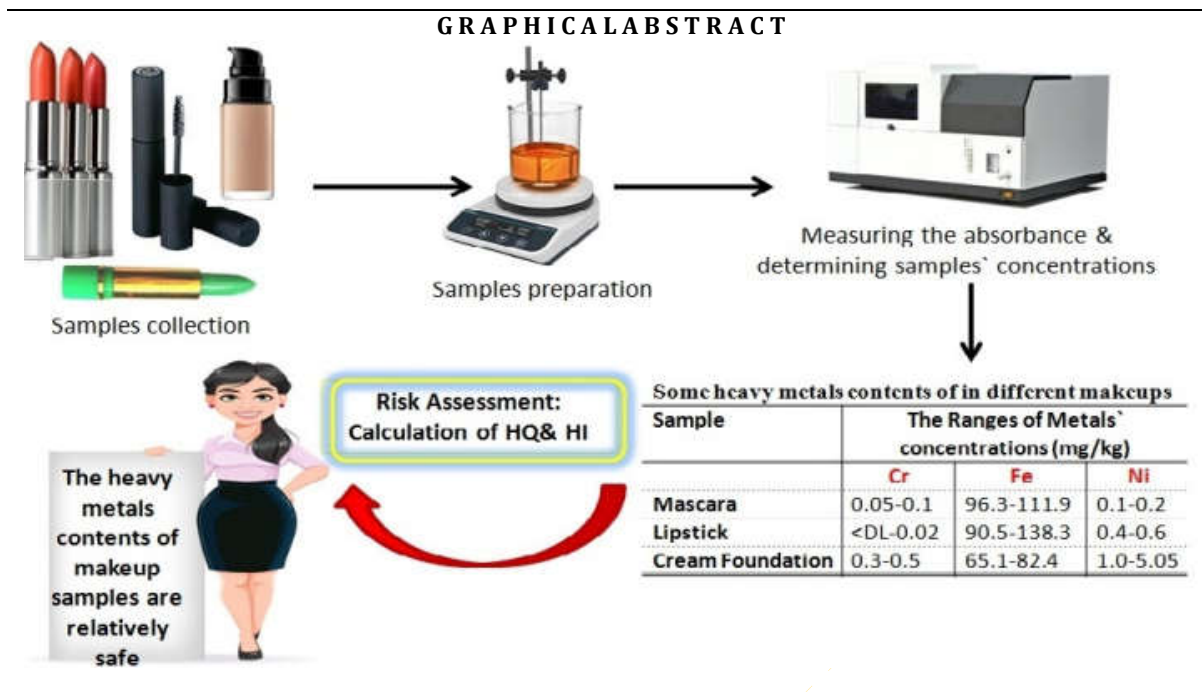 G R A P H I C A L A B S T R A C T
Samples collection
Samples preparation
Measuring the absorbance &
determining samples` concentrations
Some heavy metals contents of in different makeups
Sample The Ranges of Metals`
concentrations (mg/kg)
Cr Fe Ni
Mascara 0.05-0.1 96.3-111.9 0.1-0.2
Lipstick <DL-0.02 90.5-138.3 0.4-0.6
Cream Foundation 0.3-0.5 65.1-82.4 1.0-5.05
Risk Assessment:
Calculation of HQ& HI
The heavy
metals
contents of
makeup
samples are
relatively
safe